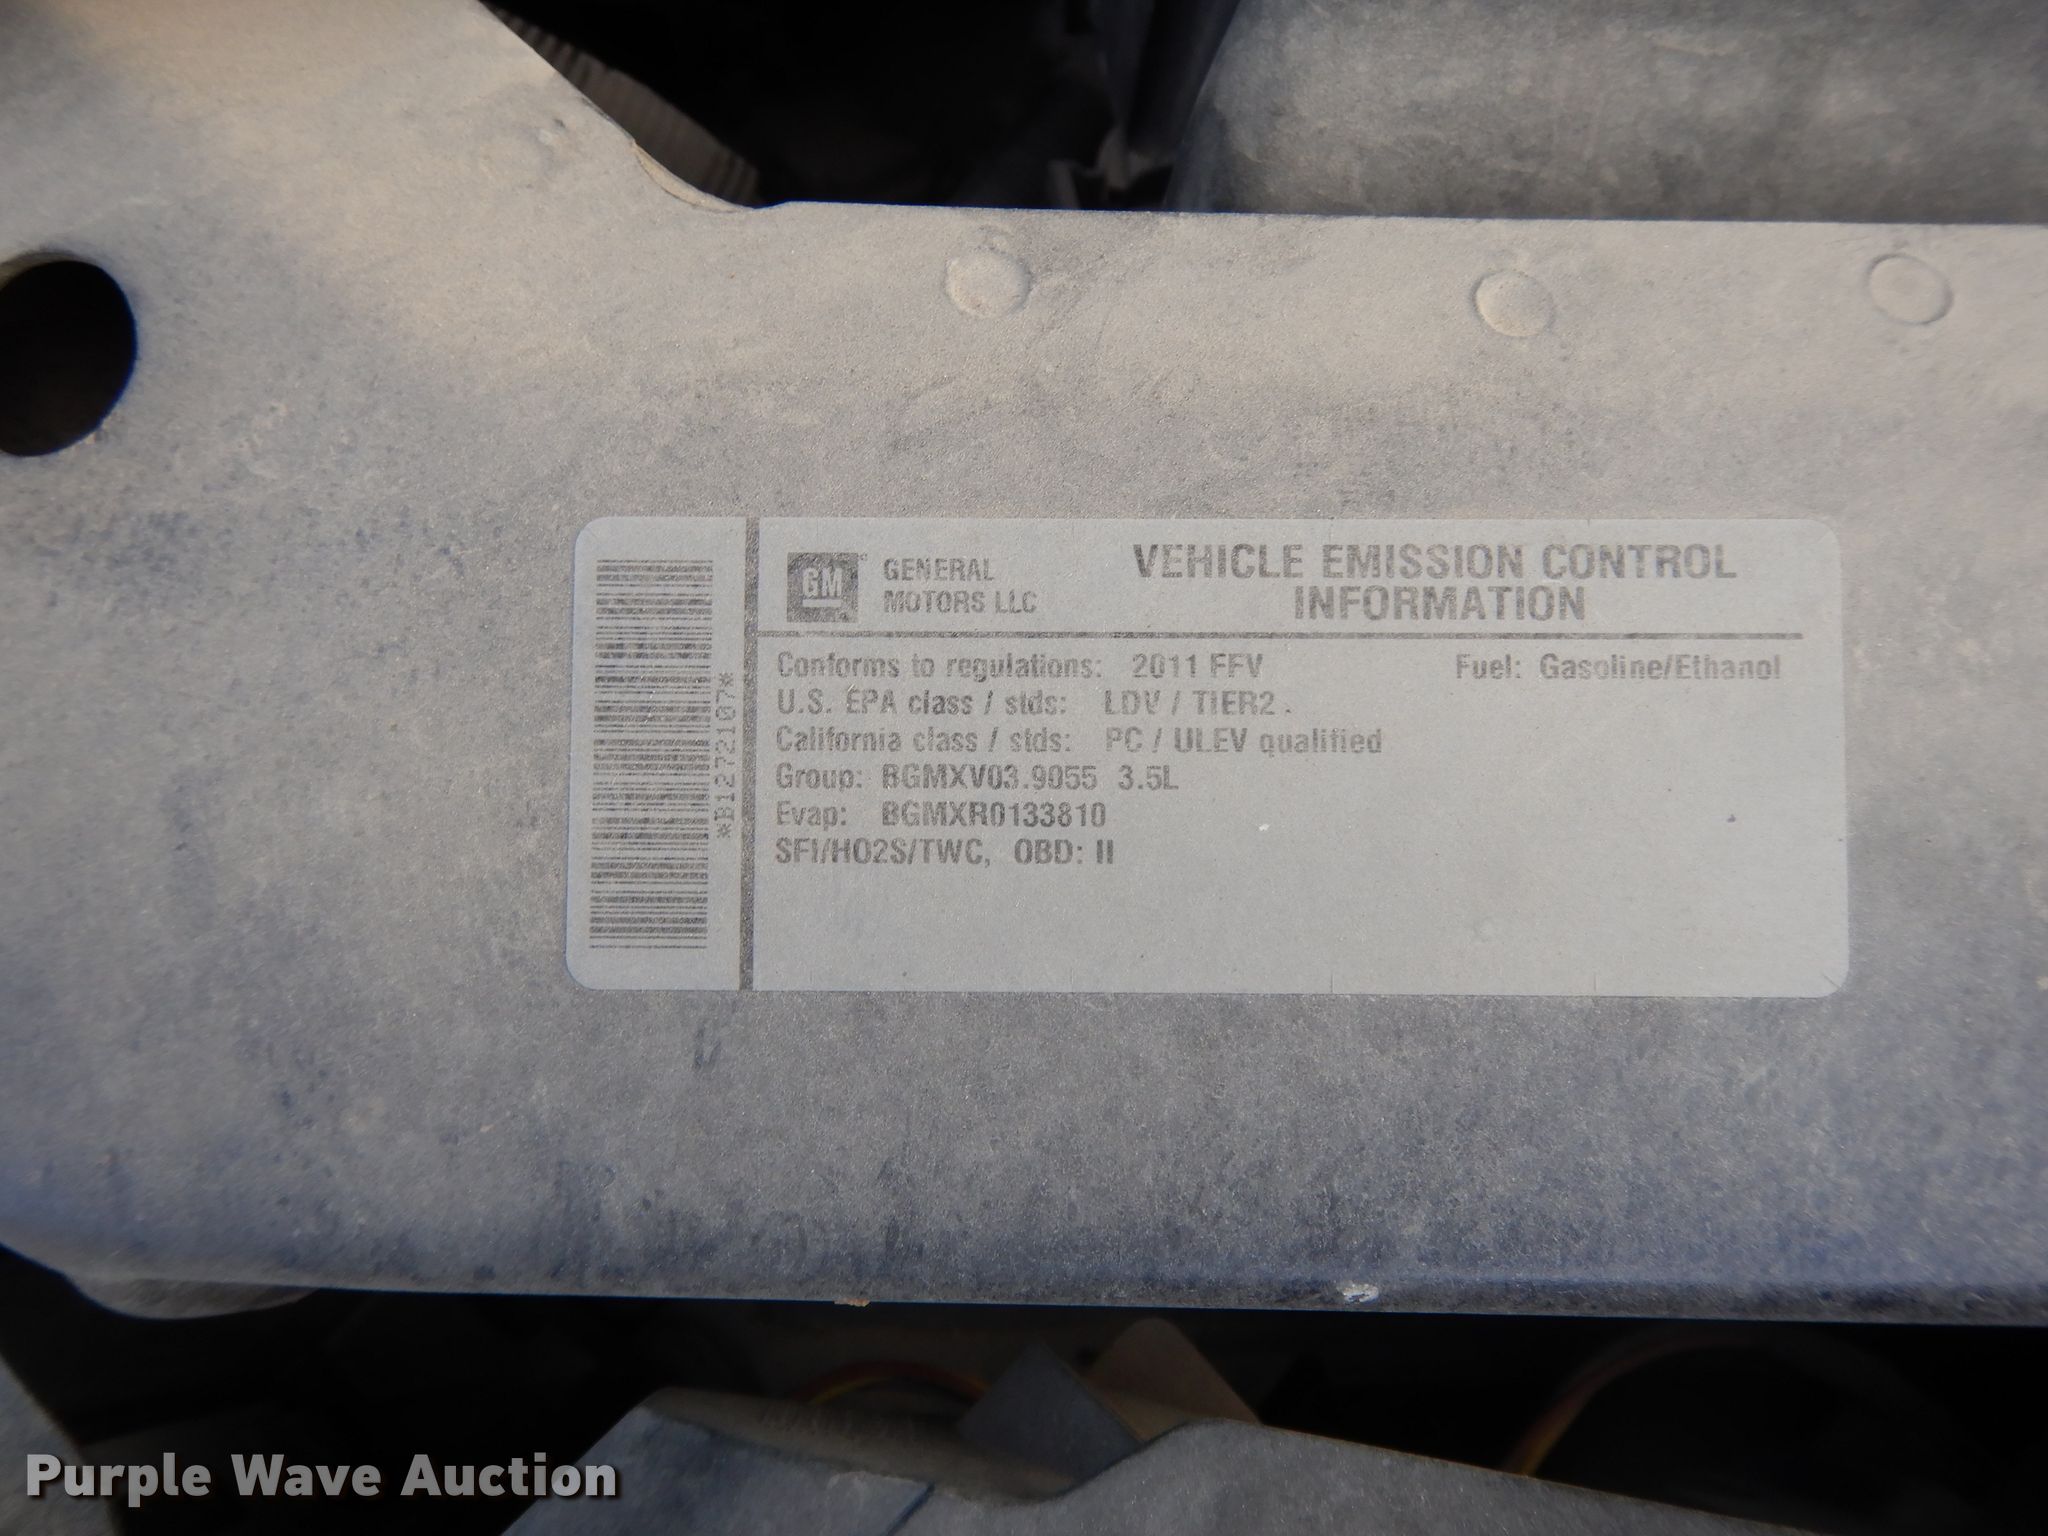 GM
GENERAL
MOTORS LLC
VEHICLE EMISSION CONTROL
INFORMATION
Conforms to regulations: 2011 FFV Fuel: Gasoline/Ethanol
U.S. EPA class / stds: LDV / TIER2 .
California class / stds: PC / ULEV qualified
Group: BGMXV03.9055 3.5L
Evap: BGMXR0133810
SFI/HO2S/TWC, OBD: II
*B1272107*
Purple Wave Auction